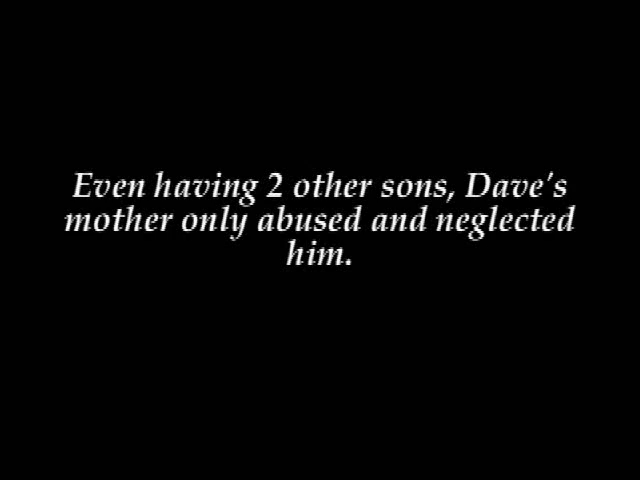 Even having 2 other sons, Dave's
mother only abused and neglected
him.